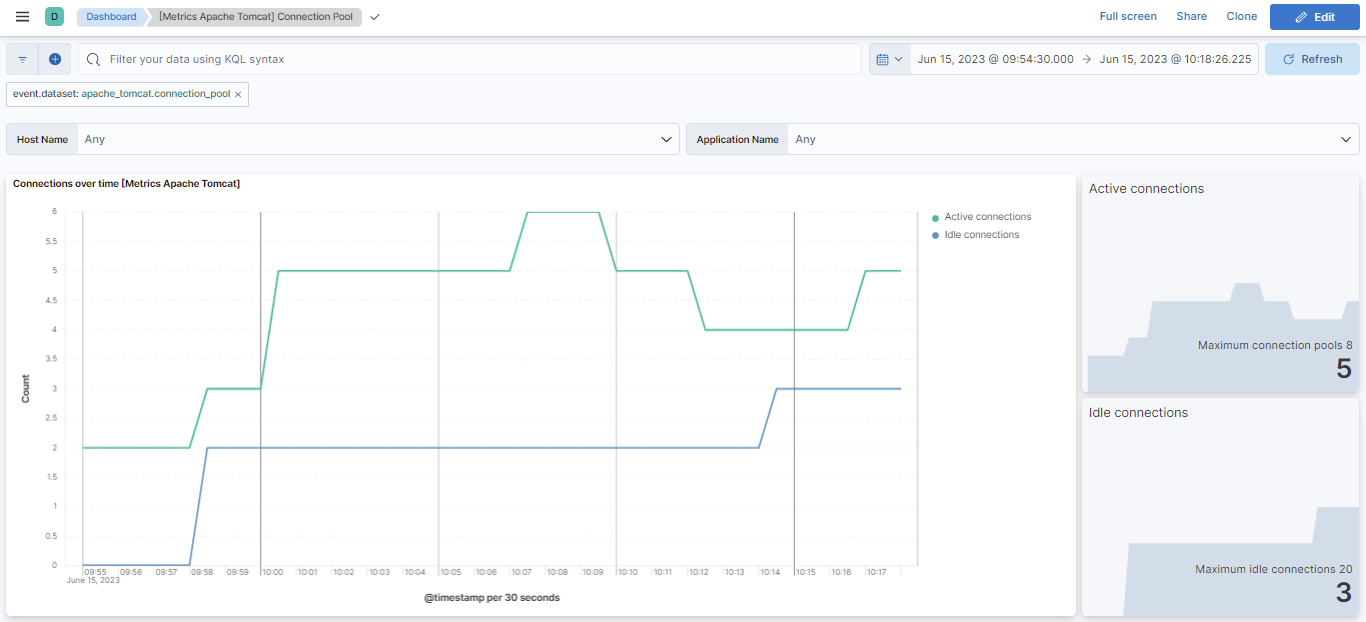 D Dashboard [Metrics Apache Tomcat] Connection Pool Full screen Share Clone Edit
Filter your data using KQL syntax Jun 15, 2023 @ 09:54:30.000 → Jun 15, 2023 @ 10:18:26.225 Refresh
event.dataset: apache_tomcat.connection_pool ×
Host Name Any Application Name Any
Connections over time [Metrics Apache Tomcat]
6
5.5
5
4.5
4
3.5
3
2.5
2
1.5
1
0.5
0
Count
09:55 09:56 09:57 09:58 09:59 10:00 10:01 10:02 10:03 10:04 10:05 10:06 10:07 10:08 10:09 10:10 10:11 10:12 10:13 10:14 10:15 10:16 10:17
June 15, 2023
@timestamp per 30 seconds
Active connections
Idle connections
Active connections
Maximum connection pools 8
5
Idle connections
Maximum idle connections 20
3